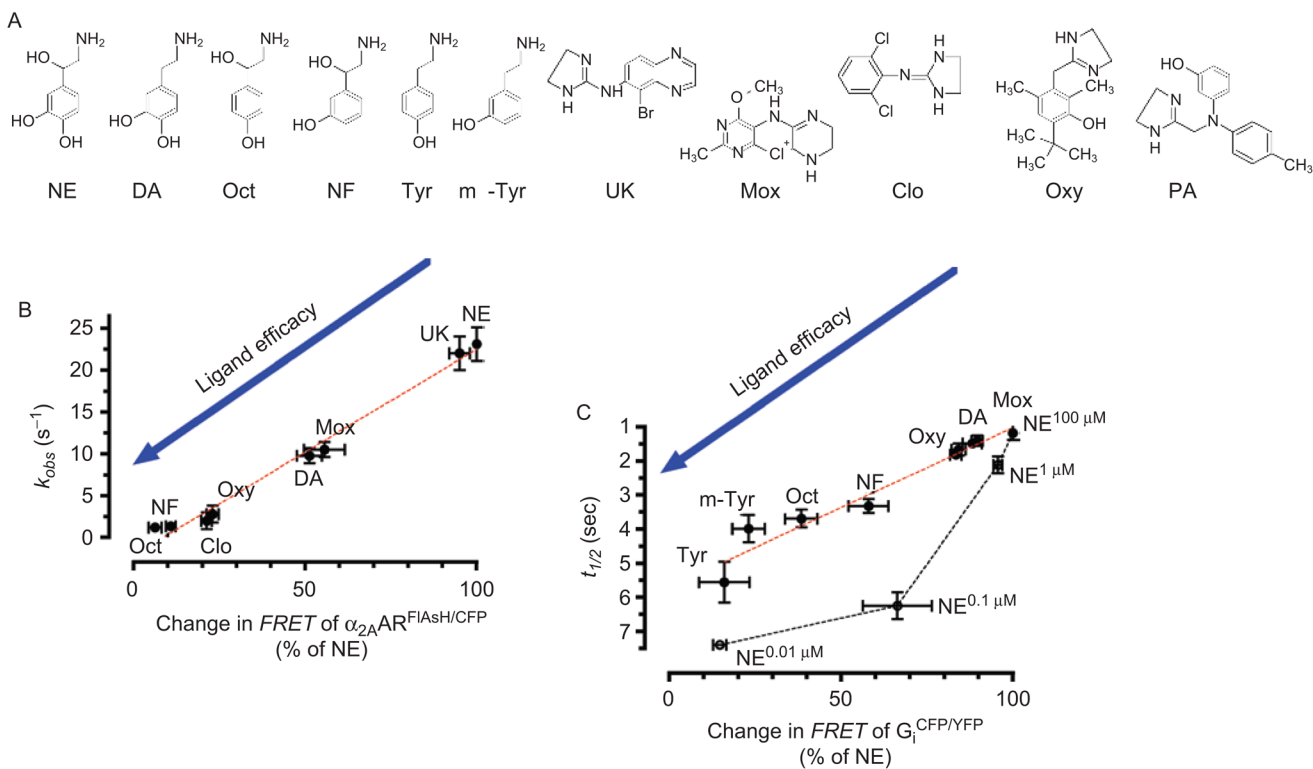 A
HO NH2
HO
OH
NE
NH2
HO
OH
DA
HO NH2
OH
Oct
HO NH2
HO
NF
NH2
OH
Tyr
NH2
HO
m -Tyr
N
N
H
NH
Br
N
N
UK
O CH3
H
N
N
N
H3C
N
Cl+
N
H
Mox
Cl
Cl
N
H
N
N
H
Clo
HN
N
H3C
CH3
OH
H3C
CH3
CH3
Oxy
HO
N
N
H
N
CH3
PA
B
Ligand efficacy
kobs (s−1)
25
20
15
10
5
0
UK
NE
Mox
DA
Oxy
NF
Oct
Clo
0
50
100
Change in FRET of α2AARFlAsH/CFP
(% of NE)
C
Ligand efficacy
t1/2 (sec)
1
2
3
4
5
6
7
Mox
DA
NE100 μM
Oxy
NE1 μM
NF
Oct
m-Tyr
Tyr
NE0.1 μM
NE0.01 μM
0
50
100
Change in FRET of GiCFP/YFP
(% of NE)